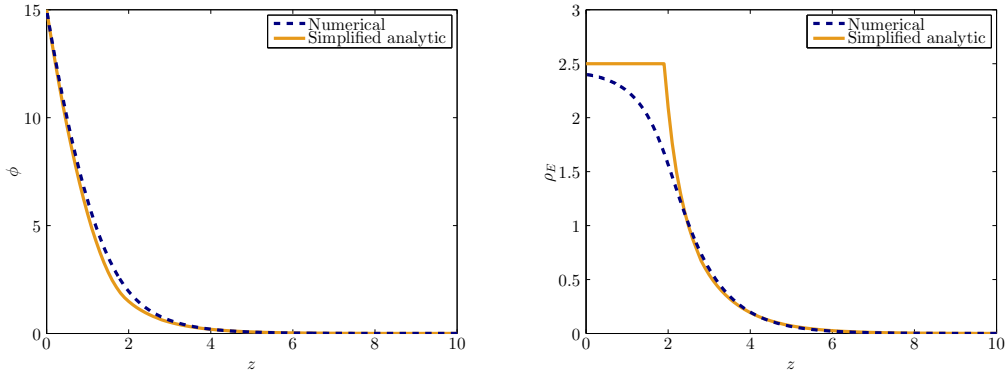 15
10
5
0
ϕ
0 2 4 6 8 10
z
Numerical
Simplified analytic
3
2.5
2
1.5
1
0.5
0
ρ_E
0 2 4 6 8 10
z
Numerical
Simplified analytic